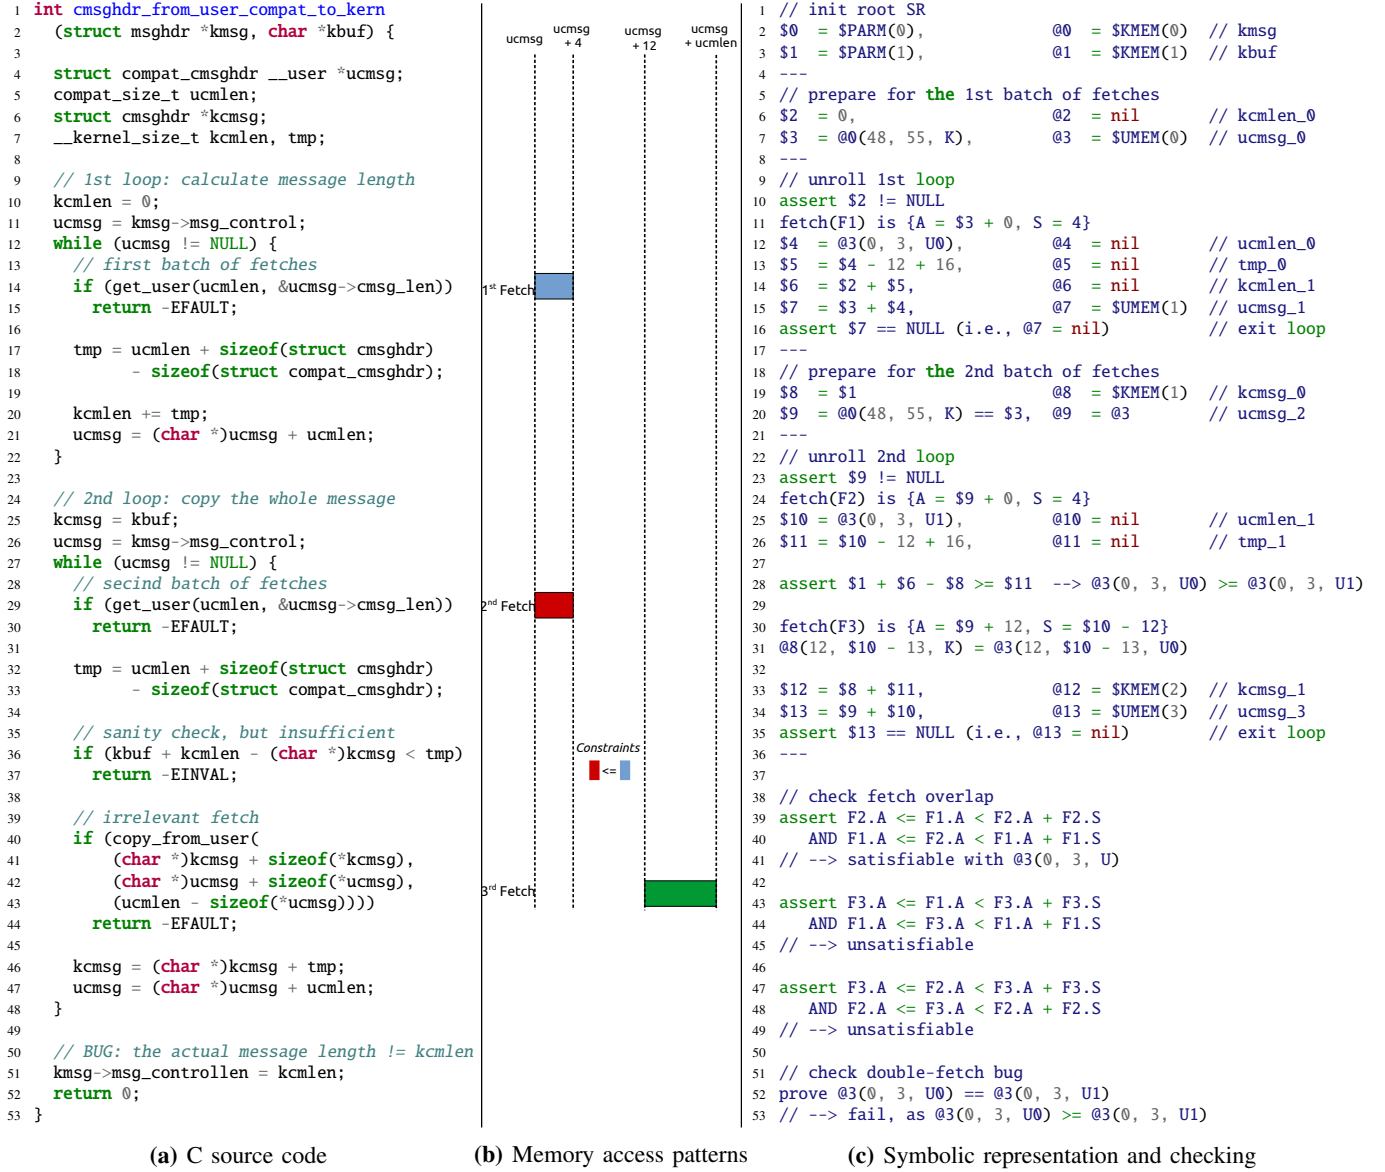 1 int cmsghdr_from_user_compat_to_kern
2 (struct msghdr *kmsg, char *kbuf) {
3
4 struct compat_cmsghdr __user *ucmsg;
5 compat_size_t ucmlen;
6 struct cmsghdr *kcmsg;
7 __kernel_size_t kcmlen, tmp;
8
9 // 1st loop: calculate message length
10 kcmlen = 0;
11 ucmsg = kmsg->msg_control;
12 while (ucmsg != NULL) {
13 // first batch of fetches
14 if (get_user(ucmlen, &ucmsg->cmsg_len))
15 return -EFAULT;
16
17 tmp = ucmlen + sizeof(struct cmsghdr)
18 - sizeof(struct compat_cmsghdr);
19
20 kcmlen += tmp;
21 ucmsg = (char *)ucmsg + ucmlen;
22 }
23
24 // 2nd loop: copy the whole message
25 kcmsg = kbuf;
26 ucmsg = kmsg->msg_control;
27 while (ucmsg != NULL) {
28 // secind batch of fetches
29 if (get_user(ucmlen, &ucmsg->cmsg_len))
30 return -EFAULT;
31
32 tmp = ucmlen + sizeof(struct cmsghdr)
33 - sizeof(struct compat_cmsghdr);
34
35 // sanity check, but insufficient
36 if (kbuf + kcmlen - (char *)kcmsg < tmp)
37 return -EINVAL;
38
39 // irrelevant fetch
40 if (copy_from_user(
41 (char *)kcmsg + sizeof(*kcmsg),
42 (char *)ucmsg + sizeof(*ucmsg),
43 (ucmlen - sizeof(*ucmsg))))
44 return -EFAULT;
45
46 kcmsg = (char *)kcmsg + tmp;
47 ucmsg = (char *)ucmsg + ucmlen;
48 }
49
50 // BUG: the actual message length != kcmlen
51 kmsg->msg_controllen = kcmlen;
52 return 0;
53 }
(a) C source code
ucmsg
ucmsg
+ 4
ucmsg
+ 12
ucmsg
+ ucmlen
1st Fetch
2nd Fetch
Constraints
<=
3rd Fetch
(b) Memory access patterns
1 // init root SR
2 $0 = $PARM(0), @0 = $KMEM(0) // kmsg
3 $1 = $PARM(1), @1 = $KMEM(1) // kbuf
4 ---
5 // prepare for the 1st batch of fetches
6 $2 = 0, @2 = nil // kcmlen_0
7 $3 = @0(48, 55, K), @3 = $UMEM(0) // ucmsg_0
8 ---
9 // unroll 1st loop
10 assert $2 != NULL
11 fetch(F1) is {A = $3 + 0, S = 4}
12 $4 = @3(0, 3, U0), @4 = nil // ucmlen_0
13 $5 = $4 - 12 + 16, @5 = nil // tmp_0
14 $6 = $2 + $5, @6 = nil // kcmlen_1
15 $7 = $3 + $4, @7 = $UMEM(1) // ucmsg_1
16 assert $7 == NULL (i.e., @7 = nil) // exit loop
17 ---
18 // prepare for the 2nd batch of fetches
19 $8 = $1 @8 = $KMEM(1) // kcmsg_0
20 $9 = @0(48, 55, K) == $3, @9 = @3 // ucmsg_2
21 ---
22 // unroll 2nd loop
23 assert $9 != NULL
24 fetch(F2) is {A = $9 + 0, S = 4}
25 $10 = @3(0, 3, U1), @10 = nil // ucmlen_1
26 $11 = $10 - 12 + 16, @11 = nil // tmp_1
27
28 assert $1 + $6 - $8 >= $11 --> @3(0, 3, U0) >= @3(0, 3, U1)
29
30 fetch(F3) is {A = $9 + 12, S = $10 - 12}
31 @8(12, $10 - 13, K) = @3(12, $10 - 13, U0)
32
33 $12 = $8 + $11, @12 = $KMEM(2) // kcmsg_1
34 $13 = $9 + $10, @13 = $UMEM(3) // ucmsg_3
35 assert $13 == NULL (i.e., @13 = nil) // exit loop
36 ---
37
38 // check fetch overlap
39 assert F2.A <= F1.A < F2.A + F2.S
40 AND F1.A <= F2.A < F1.A + F1.S
41 // --> satisfiable with @3(0, 3, U)
42
43 assert F3.A <= F1.A < F3.A + F3.S
44 AND F1.A <= F3.A < F1.A + F1.S
45 // --> unsatisfiable
46
47 assert F3.A <= F2.A < F3.A + F3.S
48 AND F2.A <= F3.A < F2.A + F2.S
49 // --> unsatisfiable
50
51 // check double-fetch bug
52 prove @3(0, 3, U0) == @3(0, 3, U1)
53 // --> fail, as @3(0, 3, U0) >= @3(0, 3, U1)
(c) Symbolic representation and checking